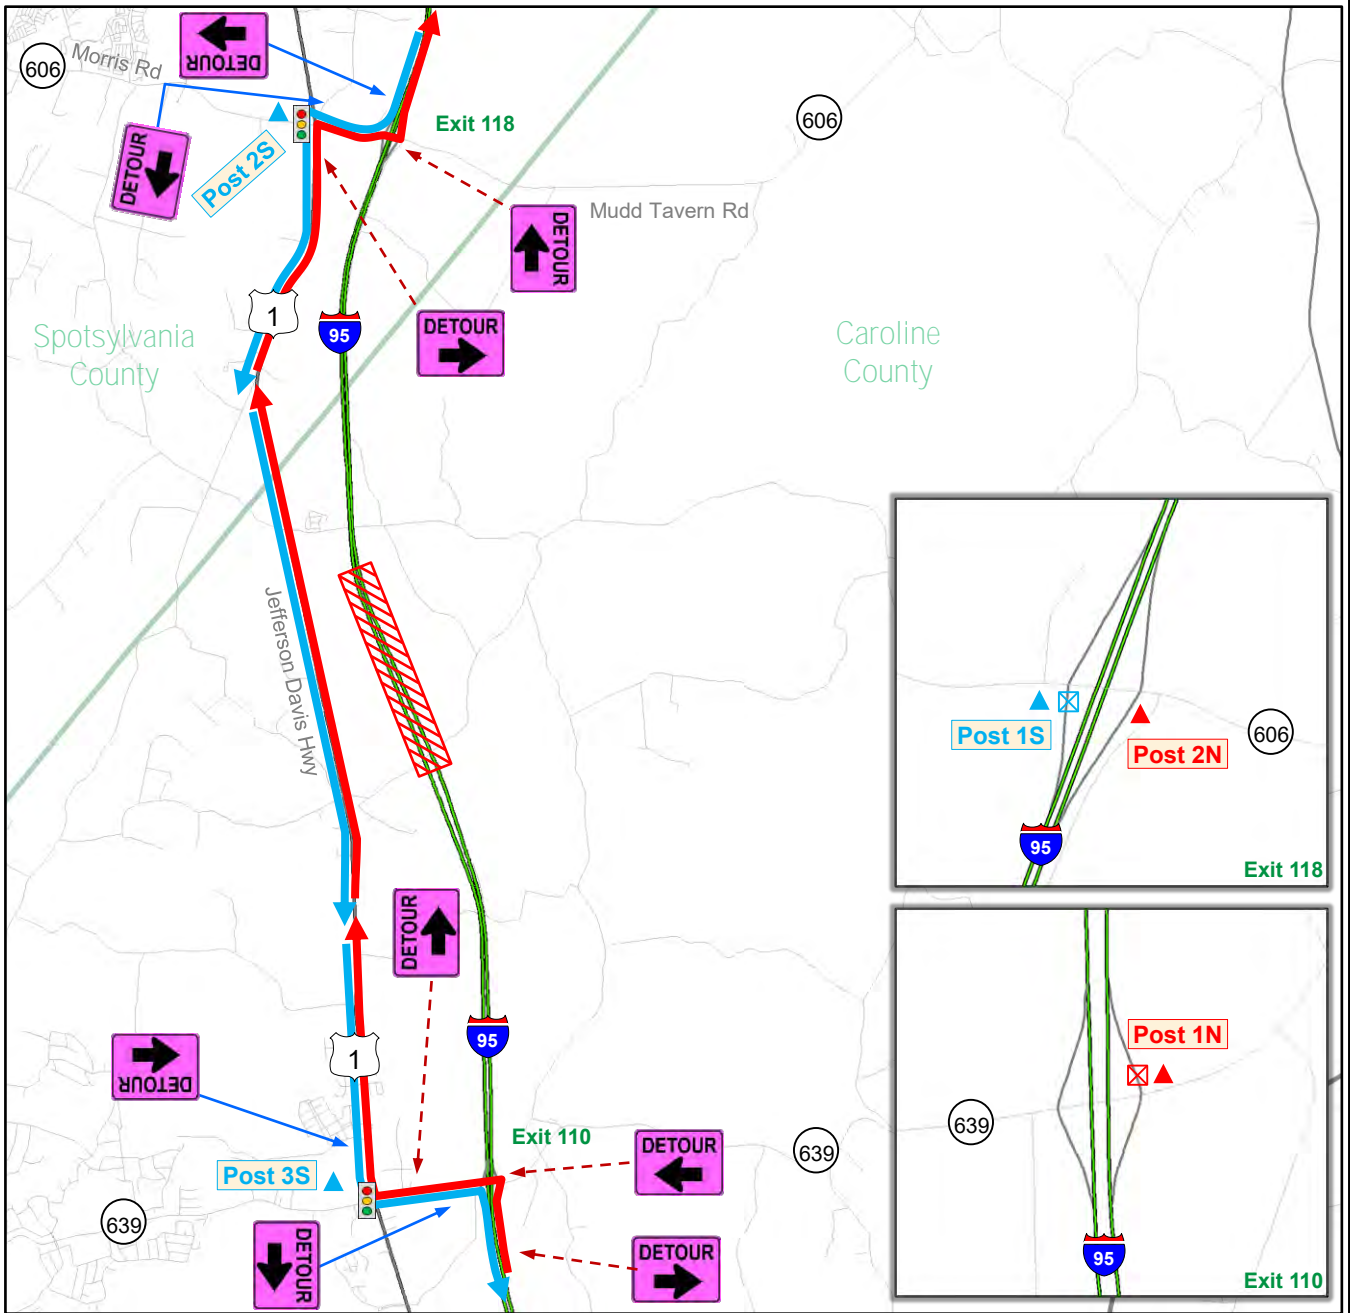 DETOUR
606
Morris Rd
Exit 118
606
DETOUR
Post 2S
Mudd Tavern Rd
DETOUR
1
DETOUR
95
Spotsylvania
County
Caroline
County
Jefferson Davis Hwy
Post 1S
Post 2N
606
95
Exit 118
DETOUR
95
1
DETOUR
Post 1N
639
Exit 110
DETOUR
639
Post 3S
639
DETOUR
DETOUR
95
Exit 110